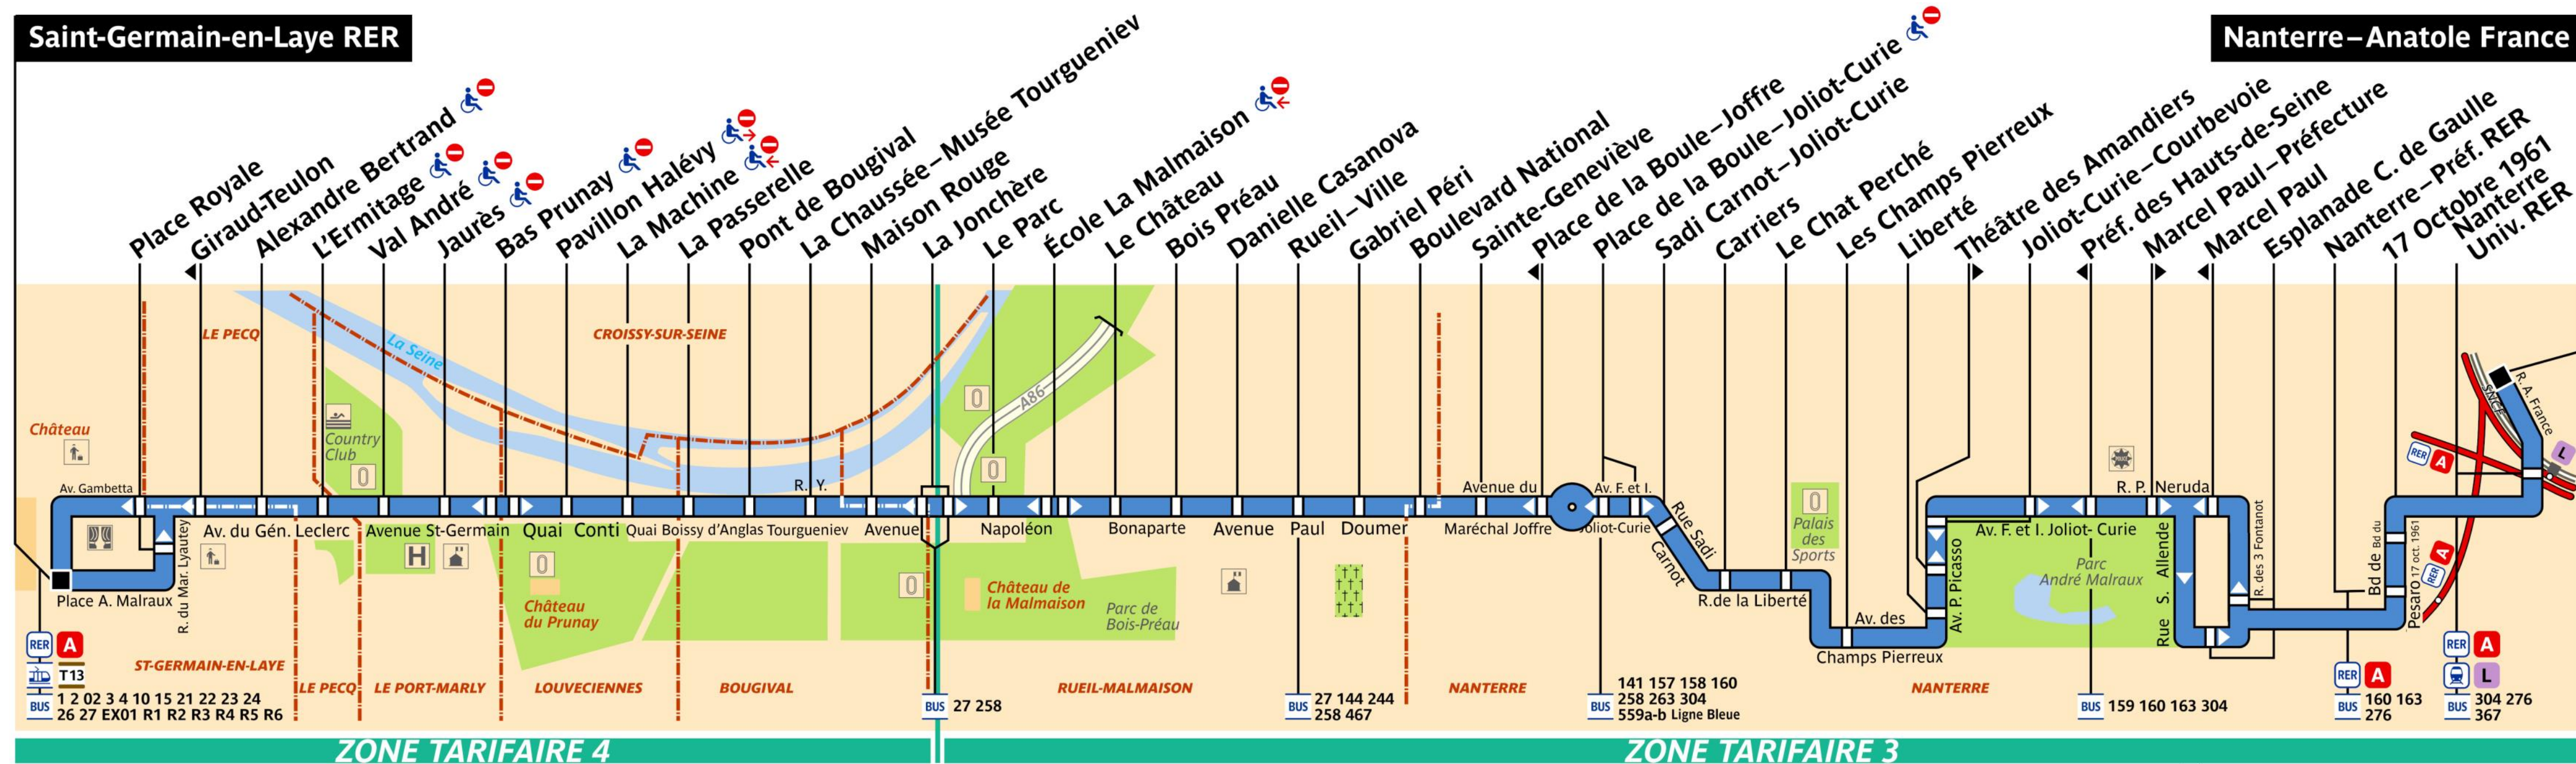 Saint-Germain-en-Laye RER
Nanterre–Anatole France
Place Royale
Giraud-Teulon
Alexandre Bertrand
L'Ermitage
Val André
Jaurès
Bas Prunay
Pavillon Halévy
La Machine
La Passerelle
Pont de Bougival
La Chaussée–Musée Tourgueniev
Maison Rouge
La Jonchère
Le Parc
École La Malmaison
Le Château
Bois Préau
Danielle Casanova
Rueil–Ville
Gabriel Péri
Boulevard National
Sainte-Geneviève
Place de la Boule–Joffre
Place de la Boule–Joliot-Curie
Sadi Carnot–Joliot-Curie
Carriers
Le Chat Perché
Les Champs Pierreux
Liberté
Théâtre des Amandiers
Joliot-Curie–Courbevoie
Préf. des Hauts-de-Seine
Marcel Paul–Préfecture
Marcel Paul
Esplanade C. de Gaulle
Nanterre–Préf. RER
17 Octobre 1961
Nanterre
Univ. RER
LE PECQ
La Seine
CROISSY-SUR-SEINE
A86
Château
Country
Club
Av. Gambetta
R. Y.
Avenue du
Av. F. et I.
Rue Sadi
Carnot
Palais
des
Sports
R. P. Neruda
SNCF
R. A. France
RER A
L
RER A
Av. du Gén. Leclerc
Avenue St-Germain
Quai Conti
Quai Boissy d'Anglas
Tourgueniev
Avenue
Napoléon
Bonaparte
Avenue Paul Doumer
Maréchal Joffre
Joliot-Curie
Av. F. et I. Joliot- Curie
R. du Mar. Lyautey
H
Place A. Malraux
Château
du Prunay
Château de
la Malmaison
Parc de
Bois-Préau
R.de la Liberté
Av. des
Champs Pierreux
Av. P. Picasso
Parc
André Malraux
Rue S. Allende
R. des 3 Fontanot
Bd de
Pesaro
Bd du
17 oct. 1961
RER A
T13
BUS
1 2 02 3 4 10 15 21 22 23 24
26 27 EX01 R1 R2 R3 R4 R5 R6
ST-GERMAIN-EN-LAYE
LE PECQ
LE PORT-MARLY
LOUVECIENNES
BOUGIVAL
RUEIL-MALMAISON
NANTERRE
NANTERRE
BUS 27 258
BUS
27 144 244
258 467
BUS
141 157 158 160
258 263 304
559a-b Ligne Bleue
BUS 159 160 163 304
RER A
BUS
160 163
276
RER A
L
BUS
304 276
367
ZONE TARIFAIRE 4
ZONE TARIFAIRE 3